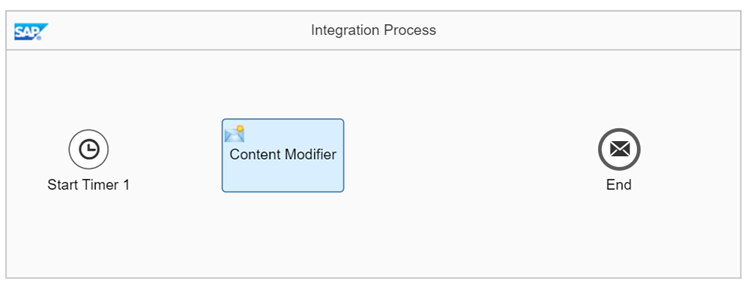 SAP
Integration Process
Content Modifier
Start Timer 1
End